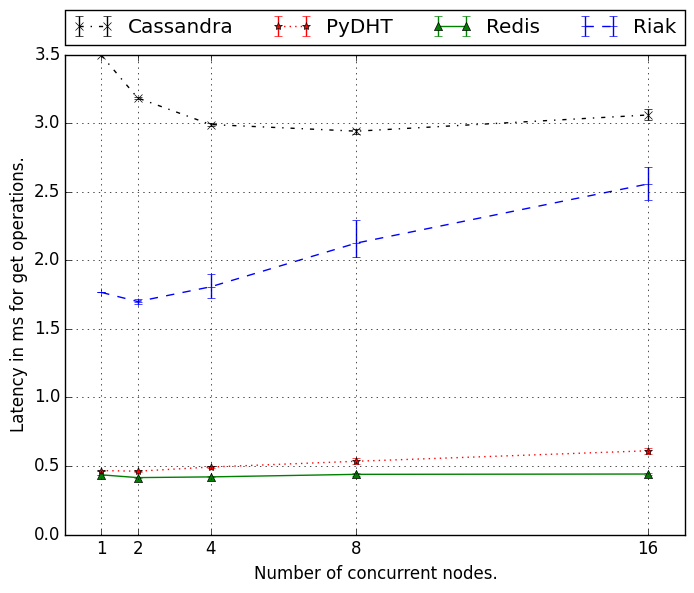 Cassandra PyDHT Redis Riak
3.5
3.0
2.5
2.0
1.5
1.0
0.5
0.0
Latency in ms for get operations.
1 2 4 8 16
Number of concurrent nodes.